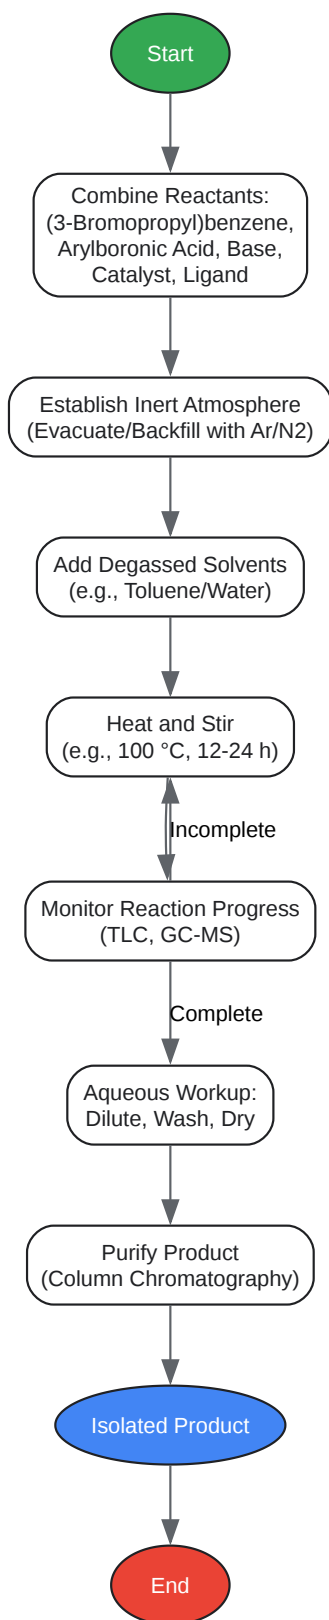 Start
Combine Reactants:
(3-Bromopropyl)benzene,
Arylboronic Acid, Base,
Catalyst, Ligand
Establish Inert Atmosphere
(Evacuate/Backfill with Ar/N2)
Add Degassed Solvents
(e.g., Toluene/Water)
Heat and Stir
(e.g., 100 °C, 12-24 h)
Incomplete
Monitor Reaction Progress
(TLC, GC-MS)
Complete
Aqueous Workup:
Dilute, Wash, Dry
Purify Product
(Column Chromatography)
Isolated Product
End